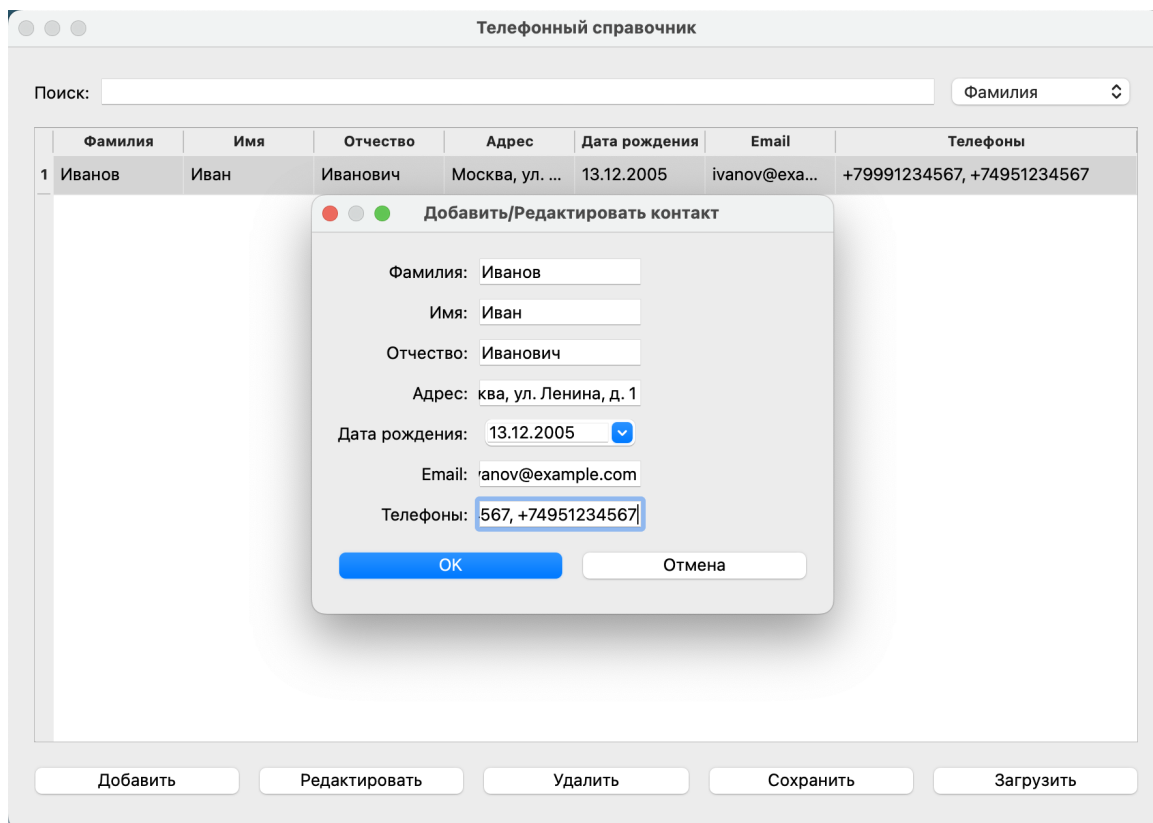 Телефонный справочник
Поиск: Фамилия
Фамилия Имя Отчество Адрес Дата рождения Email Телефоны
1 Иванов Иван Иванович Москва, ул. ... 13.12.2005 ivanov@exa... +79991234567, +74951234567
Добавить/Редактировать контакт
Фамилия: Иванов
Имя: Иван
Отчество: Иванович
Адрес: ква, ул. Ленина, д. 1
Дата рождения: 13.12.2005
Email: anov@example.com
Телефоны: 567, +74951234567
OK Отмена
Добавить Редактировать Удалить Сохранить Загрузить